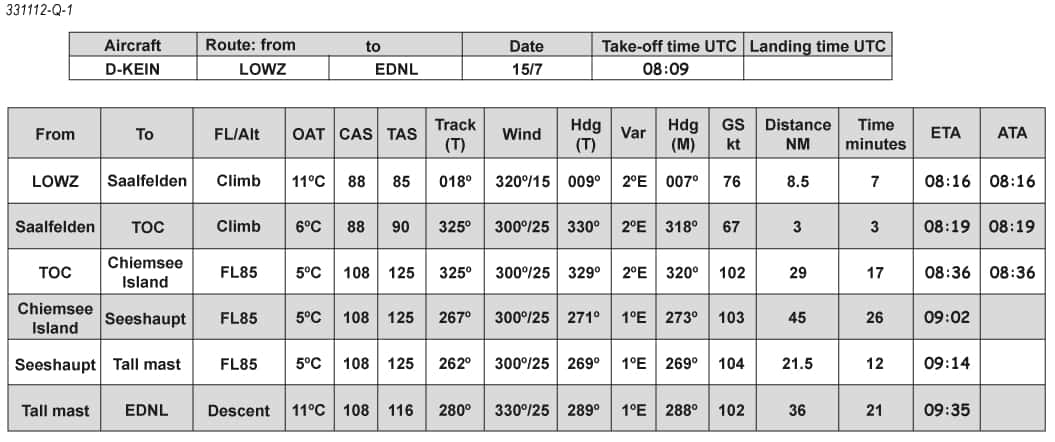 331112-Q-1
Aircraft Route: from to Date Take-off time UTC Landing time UTC
D-KEIN LOWZ EDNL 15/7 08:09
From To FL/Alt OAT CAS TAS Track (T) Wind Hdg (T) Var Hdg (M) GS kt Distance NM Time minutes ETA ATA
LOWZ Saalfelden Climb 11ºC 88 85 018º 320º/15 009º 2ºE 007º 76 8.5 7 08:16 08:16
Saalfelden TOC Climb 6ºC 88 90 325º 300º/25 330º 2ºE 318º 67 3 3 08:19 08:19
TOC Chiemsee Island FL85 5ºC 108 125 325º 300º/25 329º 2ºE 320º 102 29 17 08:36 08:36
Chiemsee Island Seeshaupt FL85 5ºC 108 125 267º 300º/25 271º 1ºE 273º 103 45 26 09:02
Seeshaupt Tall mast FL85 5ºC 108 125 262º 300º/25 269º 1ºE 269º 104 21.5 12 09:14
Tall mast EDNL Descent 11ºC 108 116 280º 330º/25 289º 1ºE 288º 102 36 21 09:35